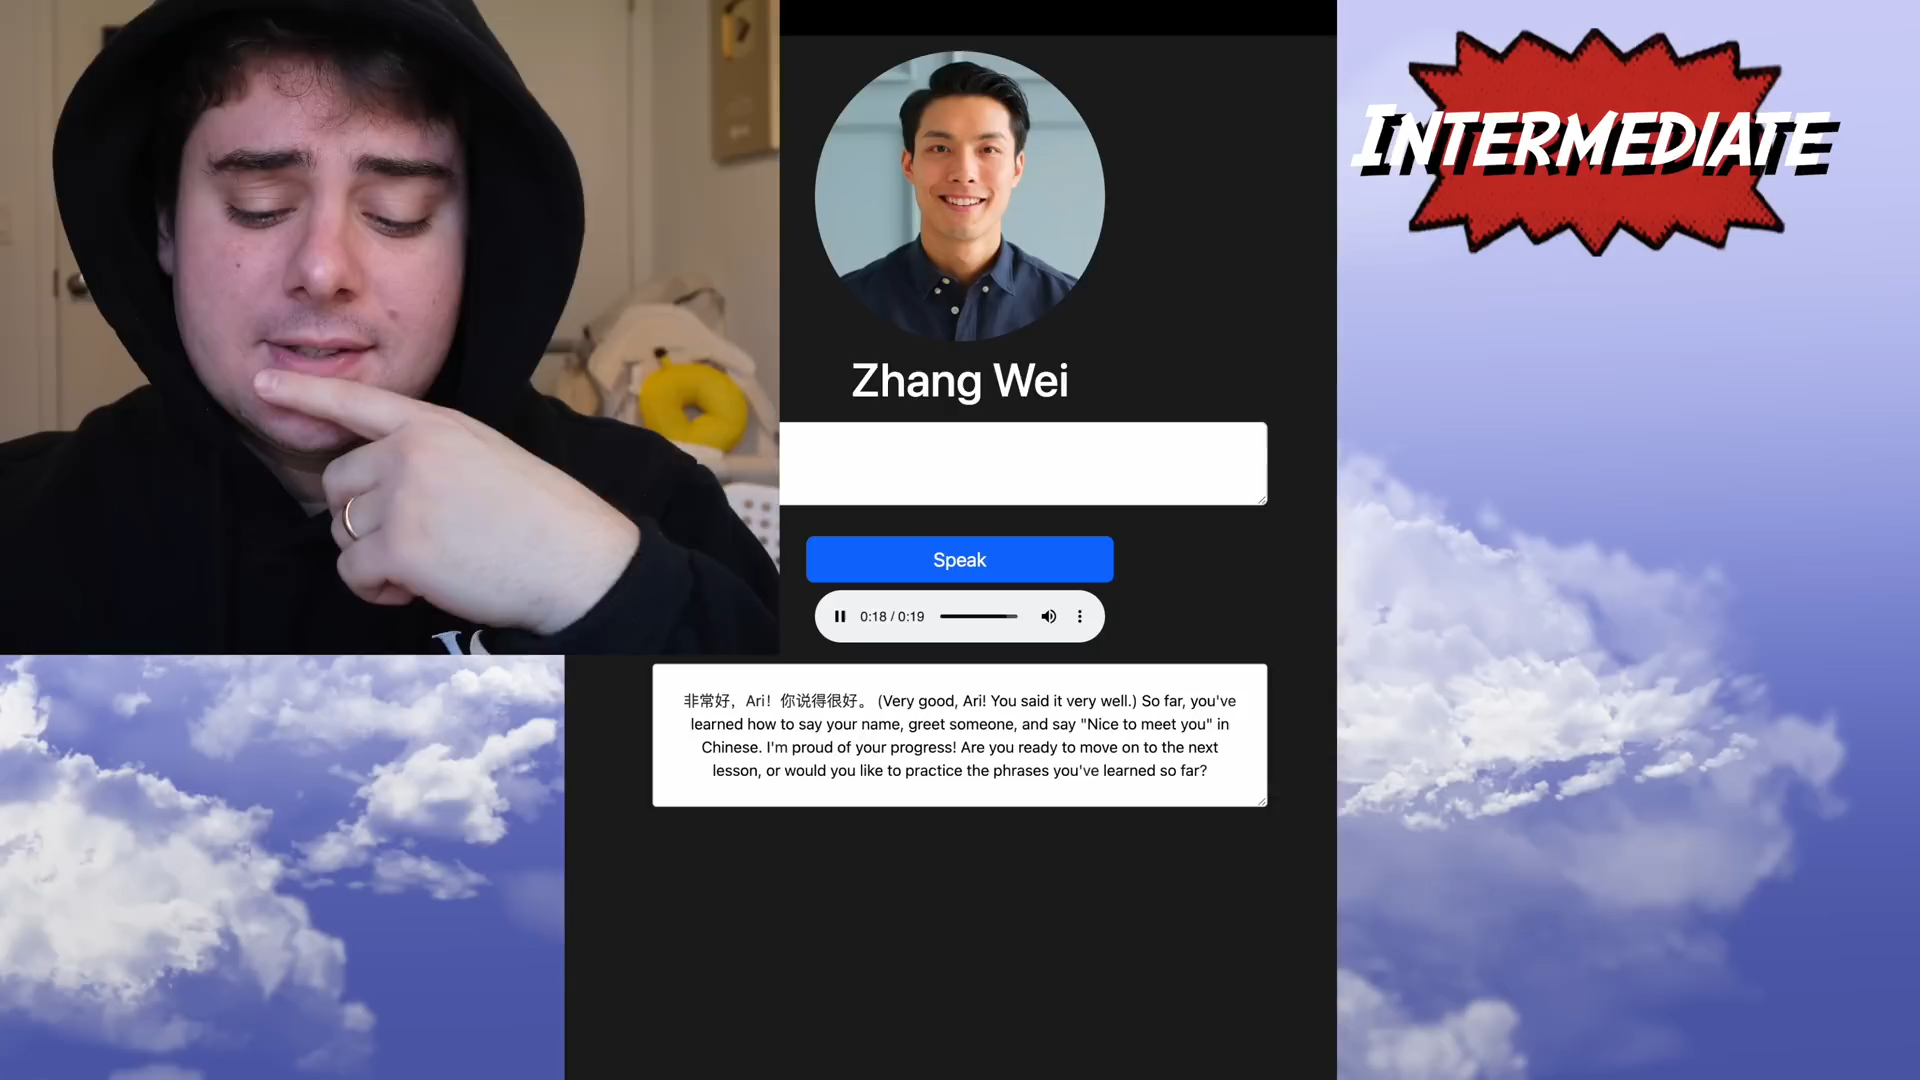 INTERMEDIATE
Zhang Wei
Speak
0:18 / 0:19
非常好，Ari！你说得很好。 (Very good, Ari! You said it very well.) So far, you've
learned how to say your name, greet someone, and say "Nice to meet you" in
Chinese. I'm proud of your progress! Are you ready to move on to the next
lesson, or would you like to practice the phrases you've learned so far?